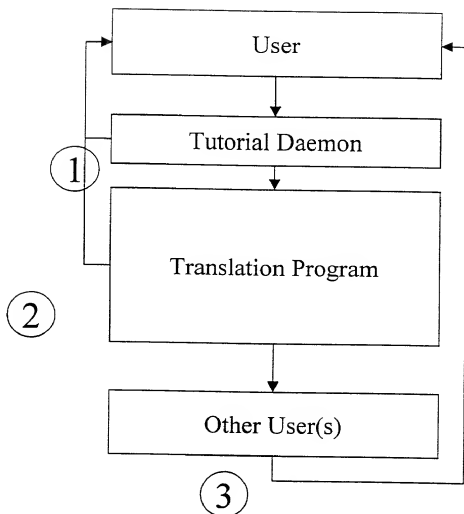 User
Tutorial Daemon
1
Translation Program
2
Other User(s)
3